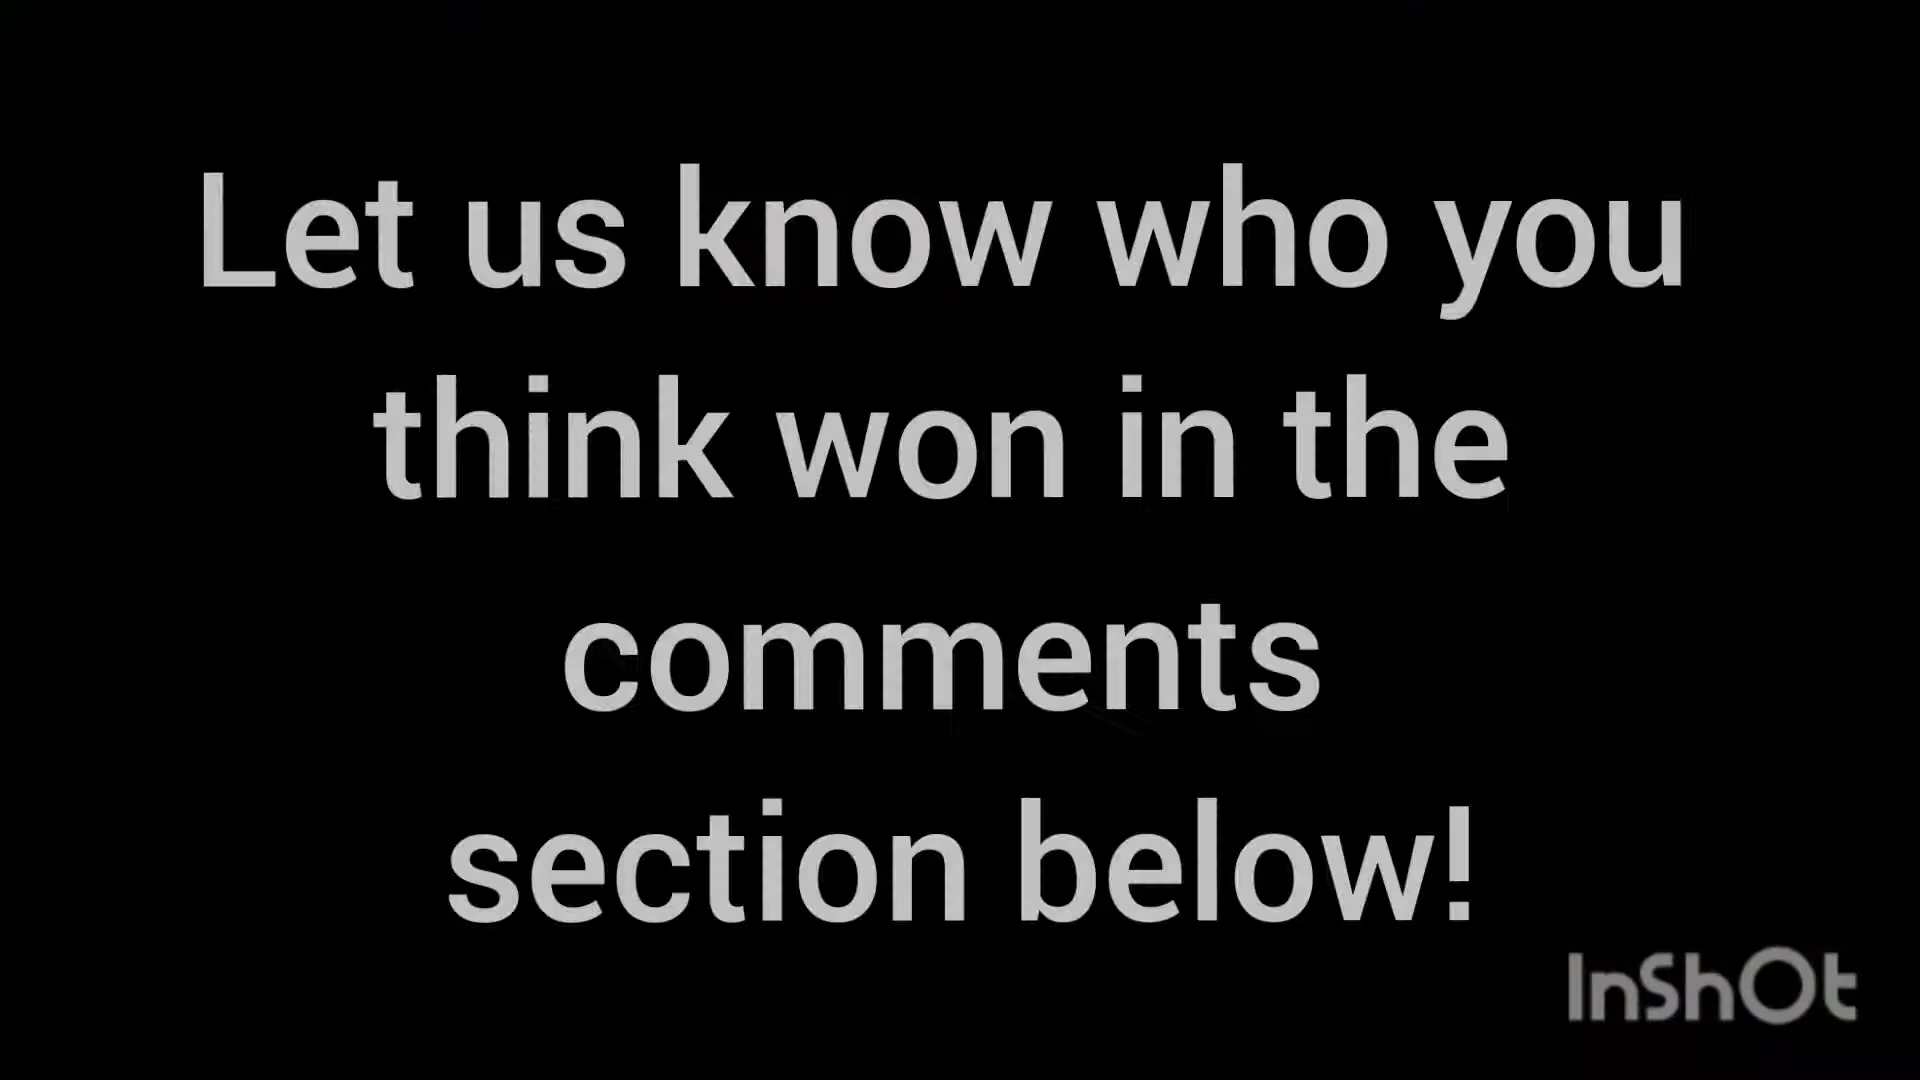 Let us know who you
think won in the
comments
section below!
InShOt